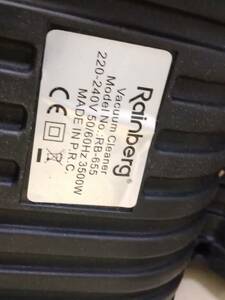 Rainberg
Vacuum Cleaner
Model No. RB-655
220-240V 50/60Hz 3500W
CE MADE IN P.R.C